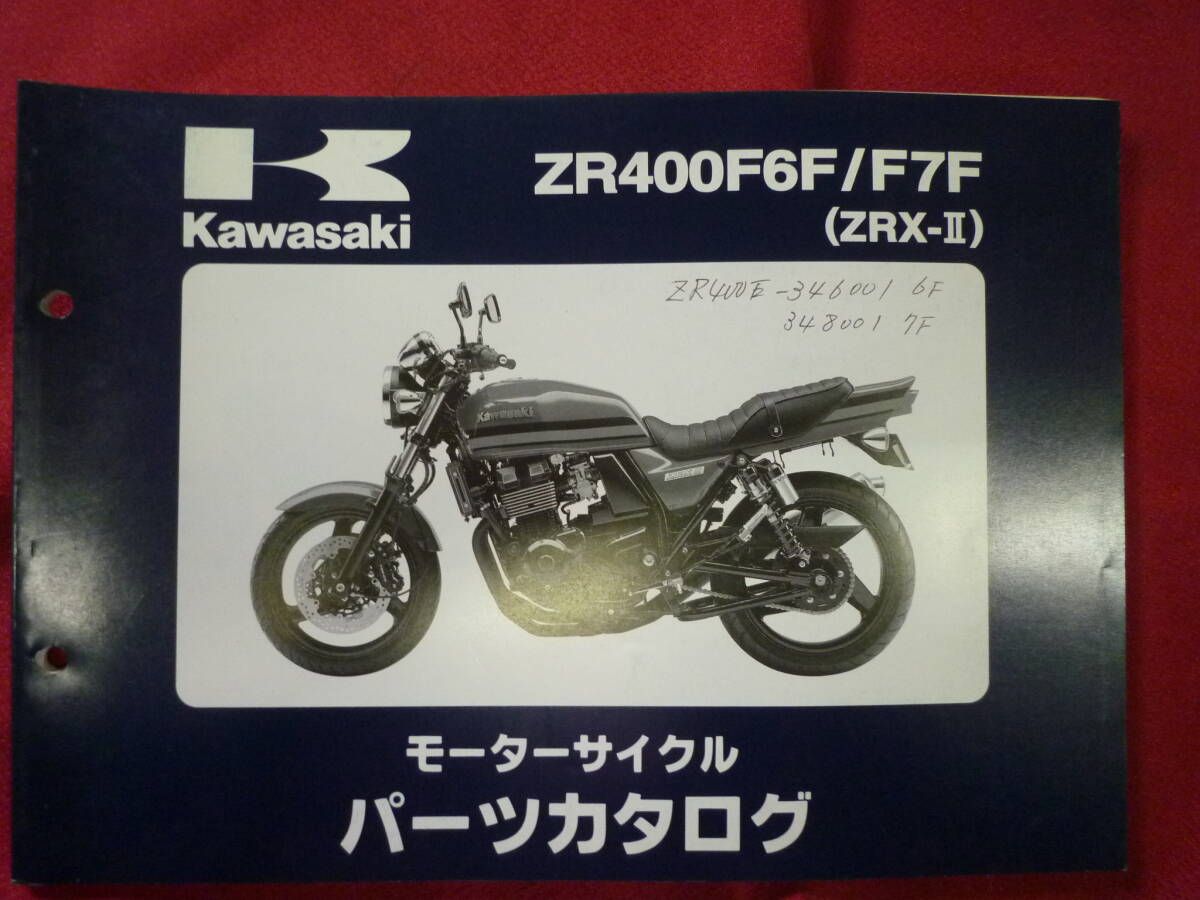 Kawasaki
ZR400F6F/F7F
(ZRX-Ⅱ)
ZR400E-346001 6F
348001 7F
Kawasaki
モーターサイクル
パーツカタログ